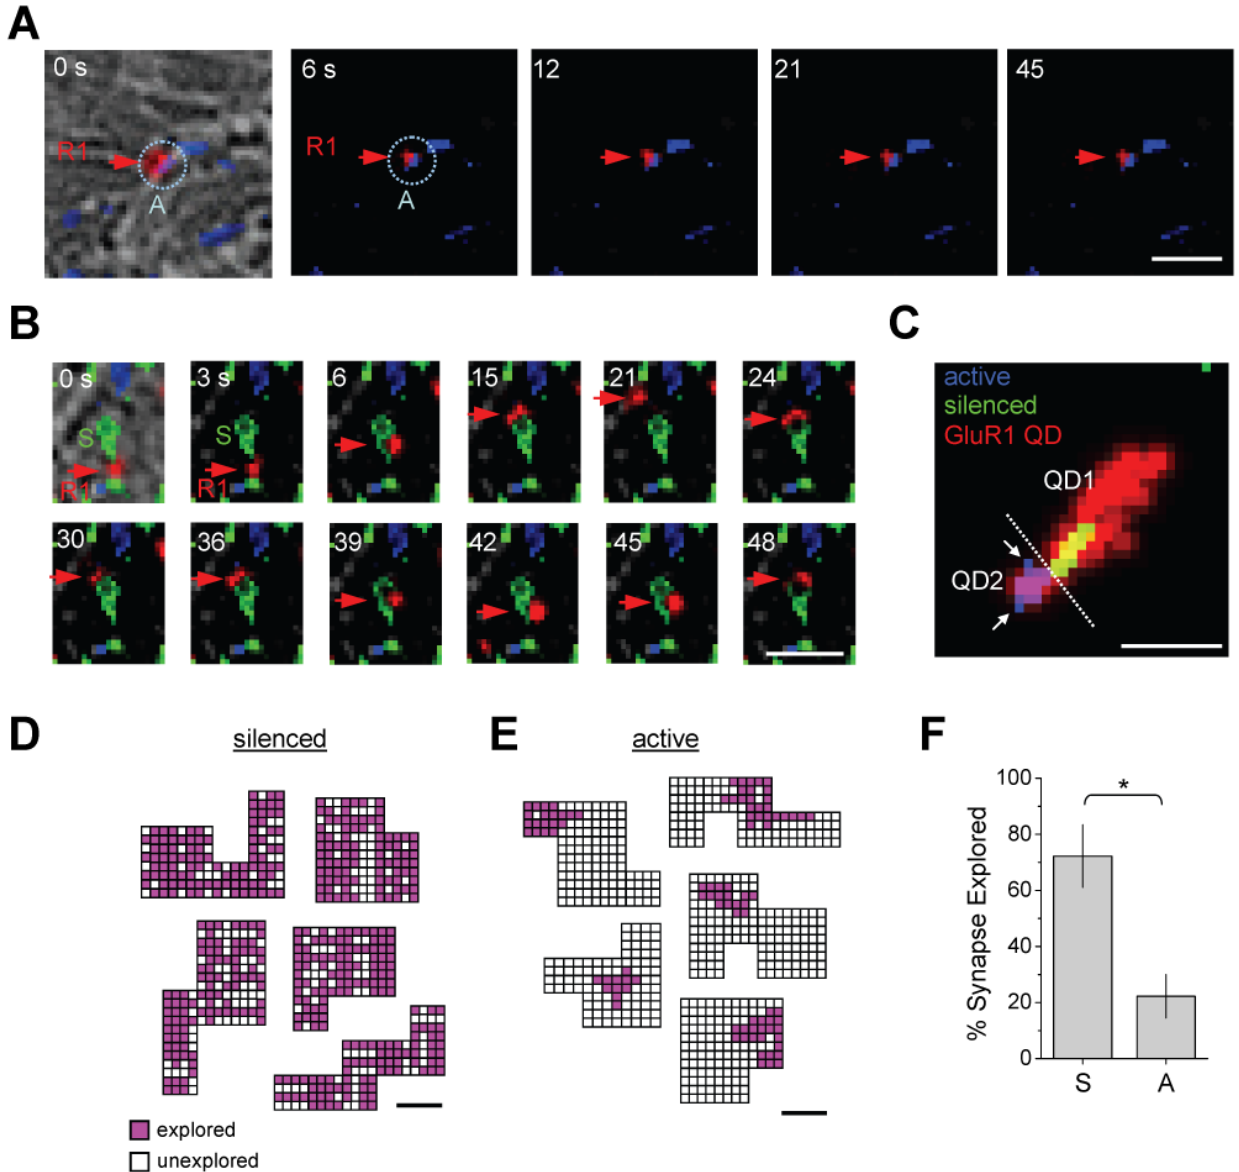 A
0 s
6 s
12
21
45
R1
R1
A
A
B
C
0 s
3 s
6
15
21
24
S
S
R1
R1
30
36
39
42
45
48
active
silenced
GluR1 QD
QD1
QD2
D
silenced
E
active
F
explored
unexplored
*
% Synapse Explored
100
80
60
40
20
0
S
A